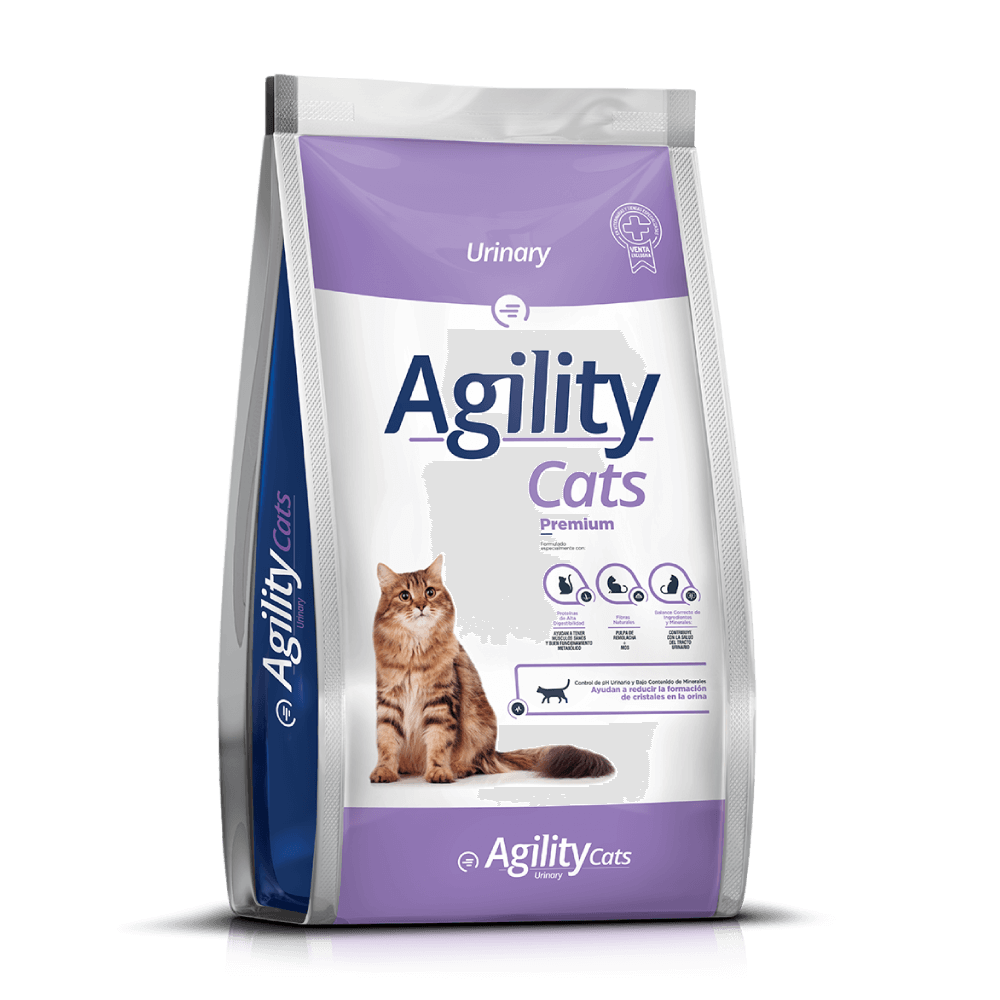 Urinary
VENTA
EXCLUSIVA
Agility
Cats
Premium
Formulado
especialmente con:
Proteínas
de Alta
Digestibilidad
AYUDAN A TENER
MÚSCULOS SANOS
Y BUEN FUNCIONAMIENTO
METABÓLICO
Fibras
Naturales
PULPA DE
REMOLACHA
+
MOS
Balance Correcto de
Ingredientes
y Minerales.
CONTRIBUYE
CON LA SALUD
DEL TRACTO
URINARIO
Control de pH Urinario y Bajo Contenido de Minerales
Ayudan a reducir la formación
de cristales en la orina
Agility Cats
Urinary
Agility Cats
Urinary